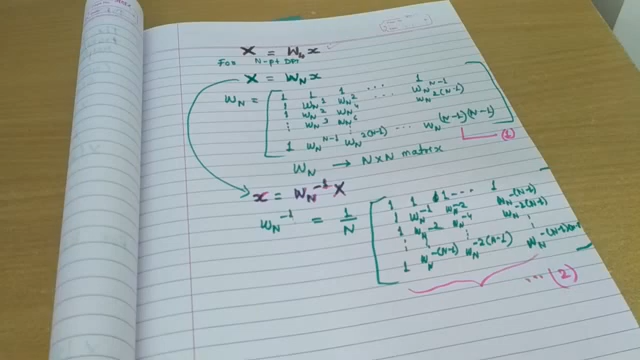 X = W₄x
For N-pt DFT
X = W_N x
W_N = [ 1 1 1 ... 1
1 W_N^1 W_N^2 ... W_N^{N-1}
1 W_N^2 W_N^4 W_N^{2(N-1)}
⋮ W_N^3 W_N^6
1 W_N^{N-1} W_N^{2(N-1)} ... W_N^{(N-1)(N-1)} ]
(1)
W_N → N×N matrix
x = W_N^{-1} X
W_N^{-1} = 1/N [ 1 1 1 ... 1
1 W_N^{-1} W_N^{-2} W_N^{-(N-1)}
1 W_N^{-2} W_N^{-4} W_N^{-2(N-1)}
⋮ ⋮ ⋮ ⋮
1 W_N^{-(N-1)} W_N^{-2(N-1)} W_N^{-(N-1)(N-1)} ]
... (2)